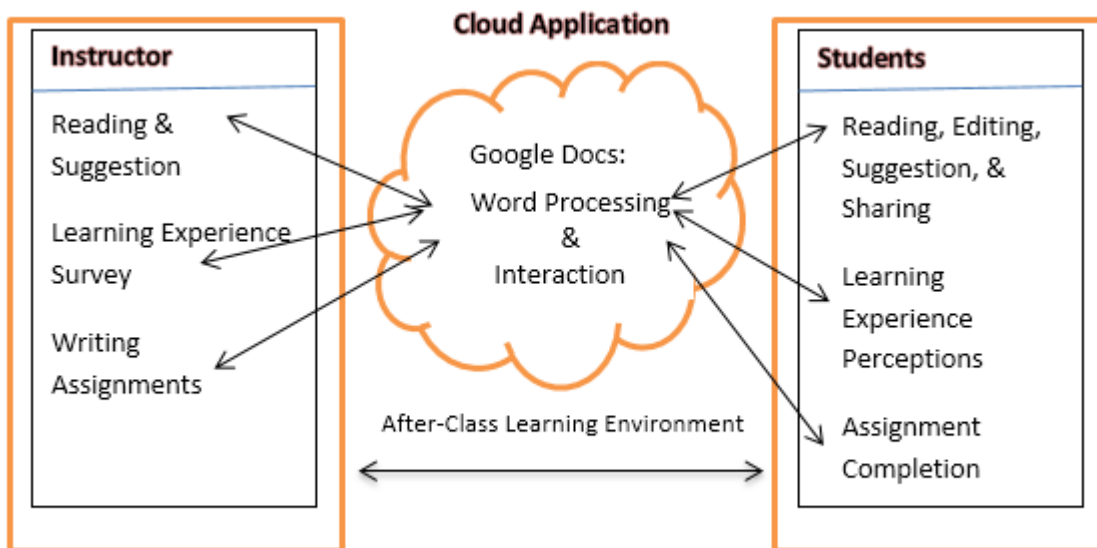 Cloud Application
Instructor
Reading &
Suggestion
Learning Experience
Survey
Writing
Assignments
Google Docs:
Word Processing
&
Interaction
After-Class Learning Environment
Students
Reading, Editing,
Suggestion, &
Sharing
Learning
Experience
Perceptions
Assignment
Completion